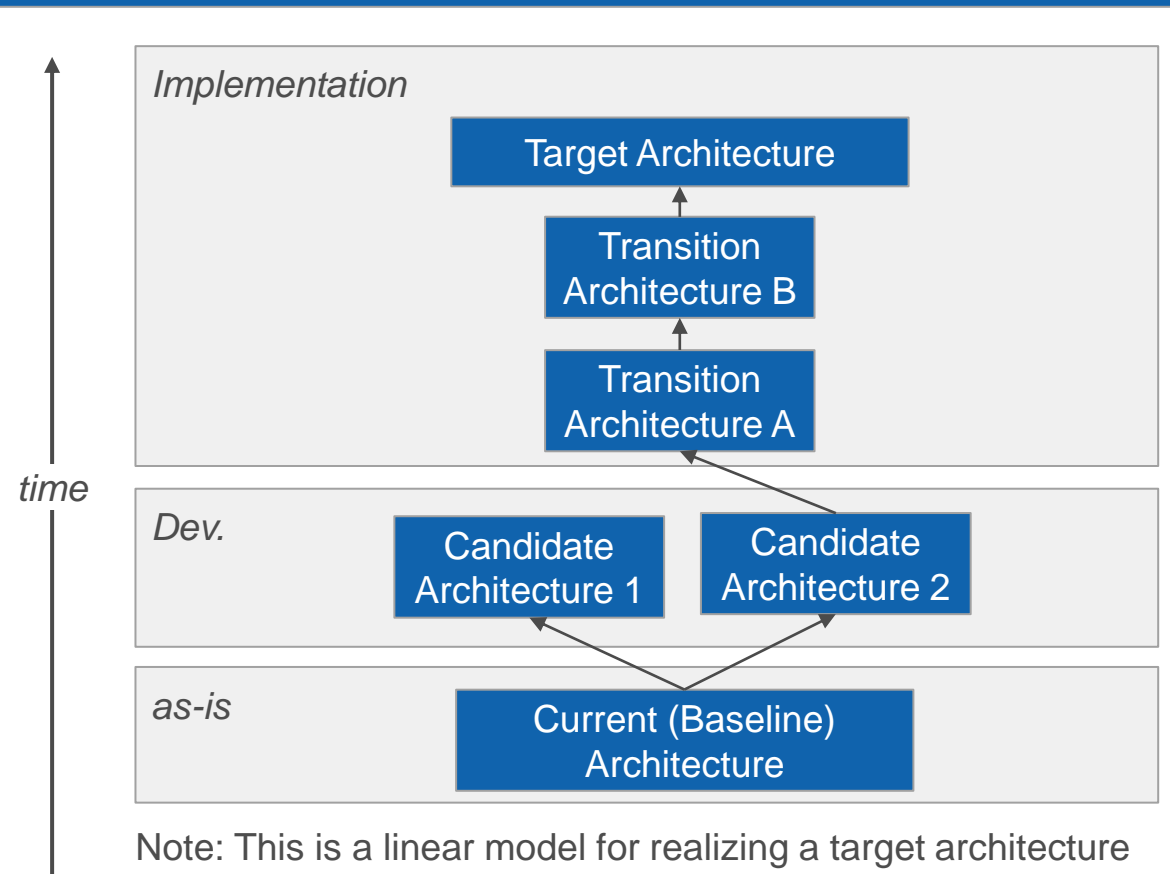 Implementation
Target Architecture
Transition
Architecture B
Transition
Architecture A
time
Dev.
Candidate
Architecture 1
Candidate
Architecture 2
as-is
Current (Baseline)
Architecture
Note: This is a linear model for realizing a target architecture